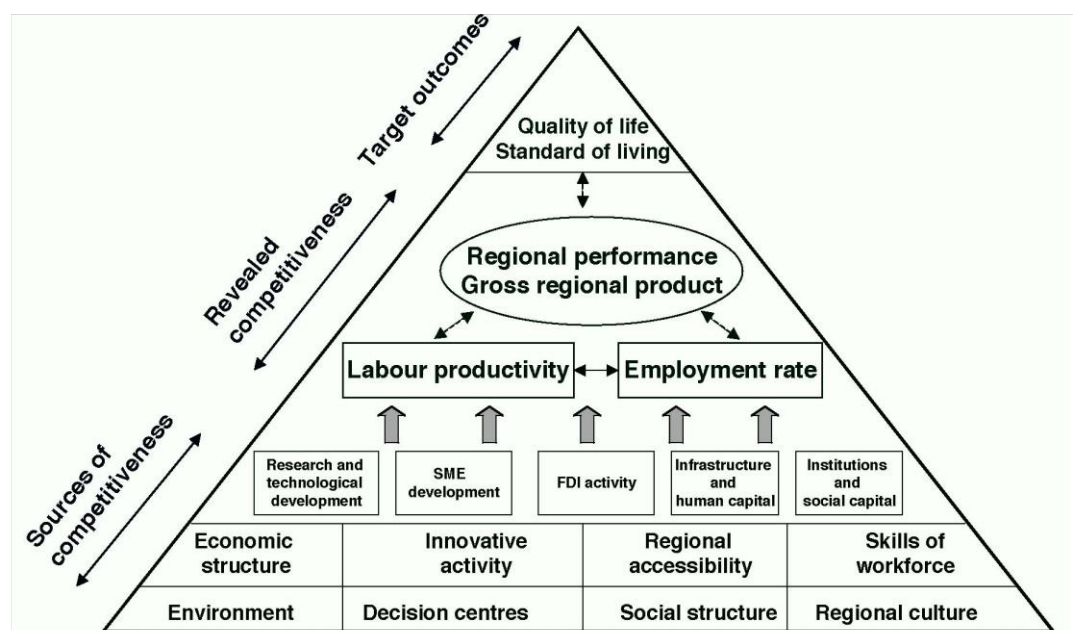 Target outcomes
Quality of life
Standard of living
Revealed
competitiveness
Regional performance
Gross regional product
Labour productivity
Employment rate
Sources of
competitiveness
Research and
technological
development
SME
development
FDI activity
Infrastructure
and
human capital
Institutions
and
social capital
Economic
structure
Innovative
activity
Regional
accessibility
Skills of
workforce
Environment
Decision centres
Social structure
Regional culture